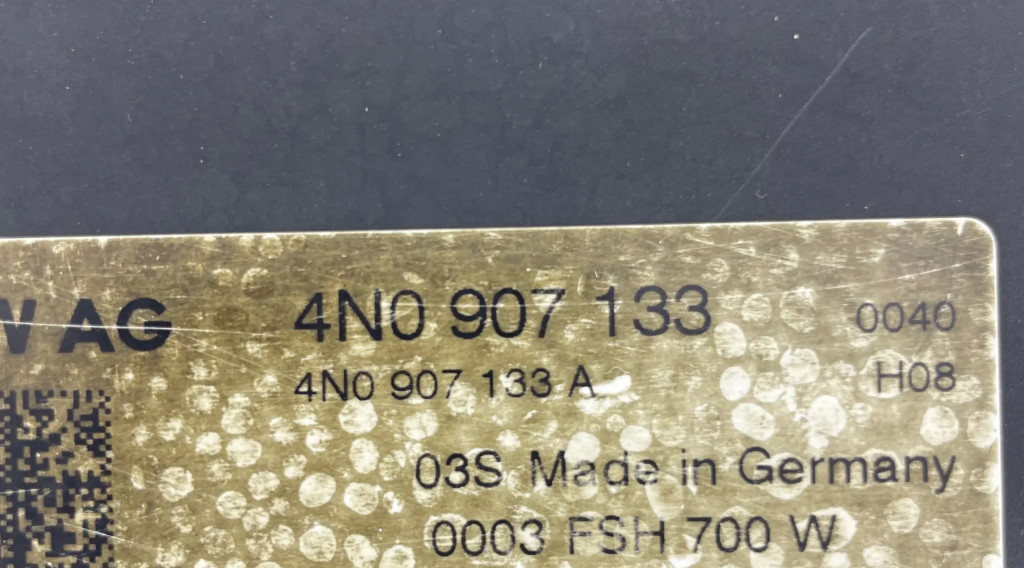 W AG 4N0 907 133 0040
4N0 907 133 A H08
03S Made in Germany
0003 FSH 700 W